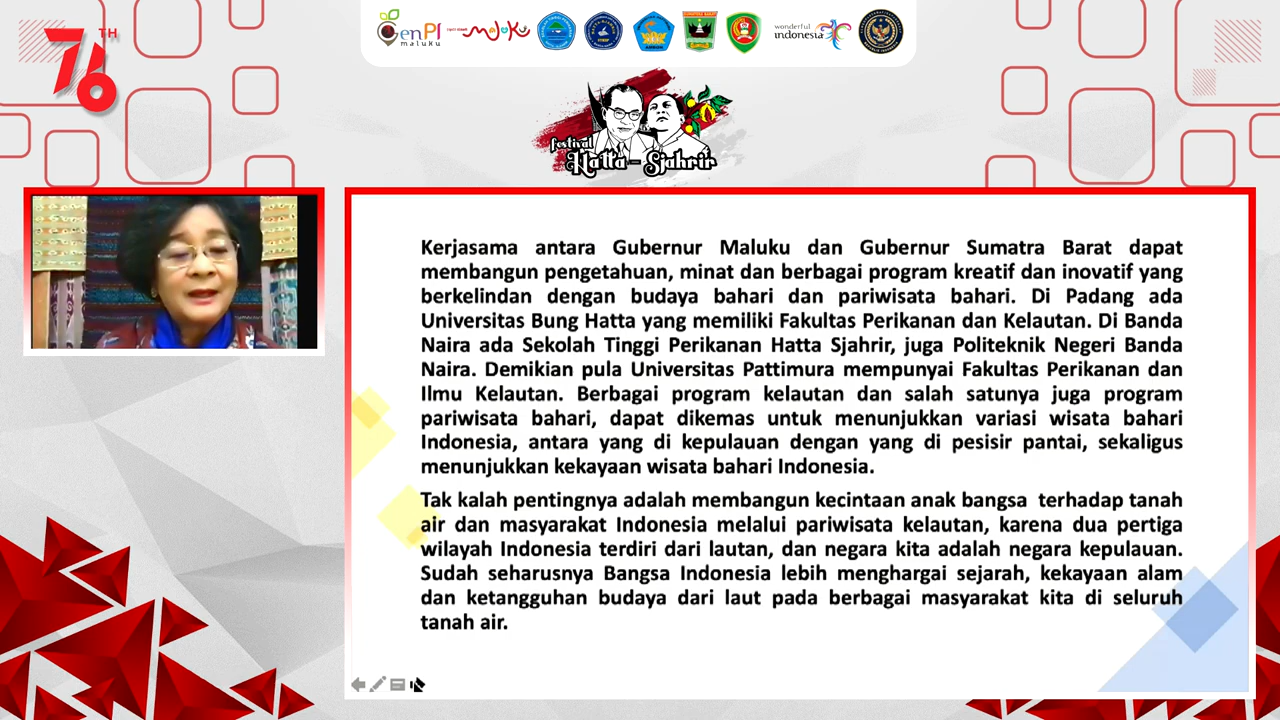 76TH
GenPI
maluku
MaluKu
wonderful
indonesia
festival
Hatta - Sjahrir
Kerjasama antara Gubernur Maluku dan Gubernur Sumatra Barat dapat
membangun pengetahuan, minat dan berbagai program kreatif dan inovatif yang
berkelindan dengan budaya bahari dan pariwisata bahari. Di Padang ada
Universitas Bung Hatta yang memiliki Fakultas Perikanan dan Kelautan. Di Banda
Naira ada Sekolah Tinggi Perikanan Hatta Sjahrir, juga Politeknik Negeri Banda
Naira. Demikian pula Universitas Pattimura mempunyai Fakultas Perikanan dan
Ilmu Kelautan. Berbagai program kelautan dan salah satunya juga program
pariwisata bahari, dapat dikemas untuk menunjukkan variasi wisata bahari
Indonesia, antara yang di kepulauan dengan yang di pesisir pantai, sekaligus
menunjukkan kekayaan wisata bahari Indonesia.
Tak kalah pentingnya adalah membangun kecintaan anak bangsa terhadap tanah
air dan masyarakat Indonesia melalui pariwisata kelautan, karena dua pertiga
wilayah Indonesia terdiri dari lautan, dan negara kita adalah negara kepulauan.
Sudah seharusnya Bangsa Indonesia lebih menghargai sejarah, kekayaan alam
dan ketangguhan budaya dari laut pada berbagai masyarakat kita di seluruh
tanah air.